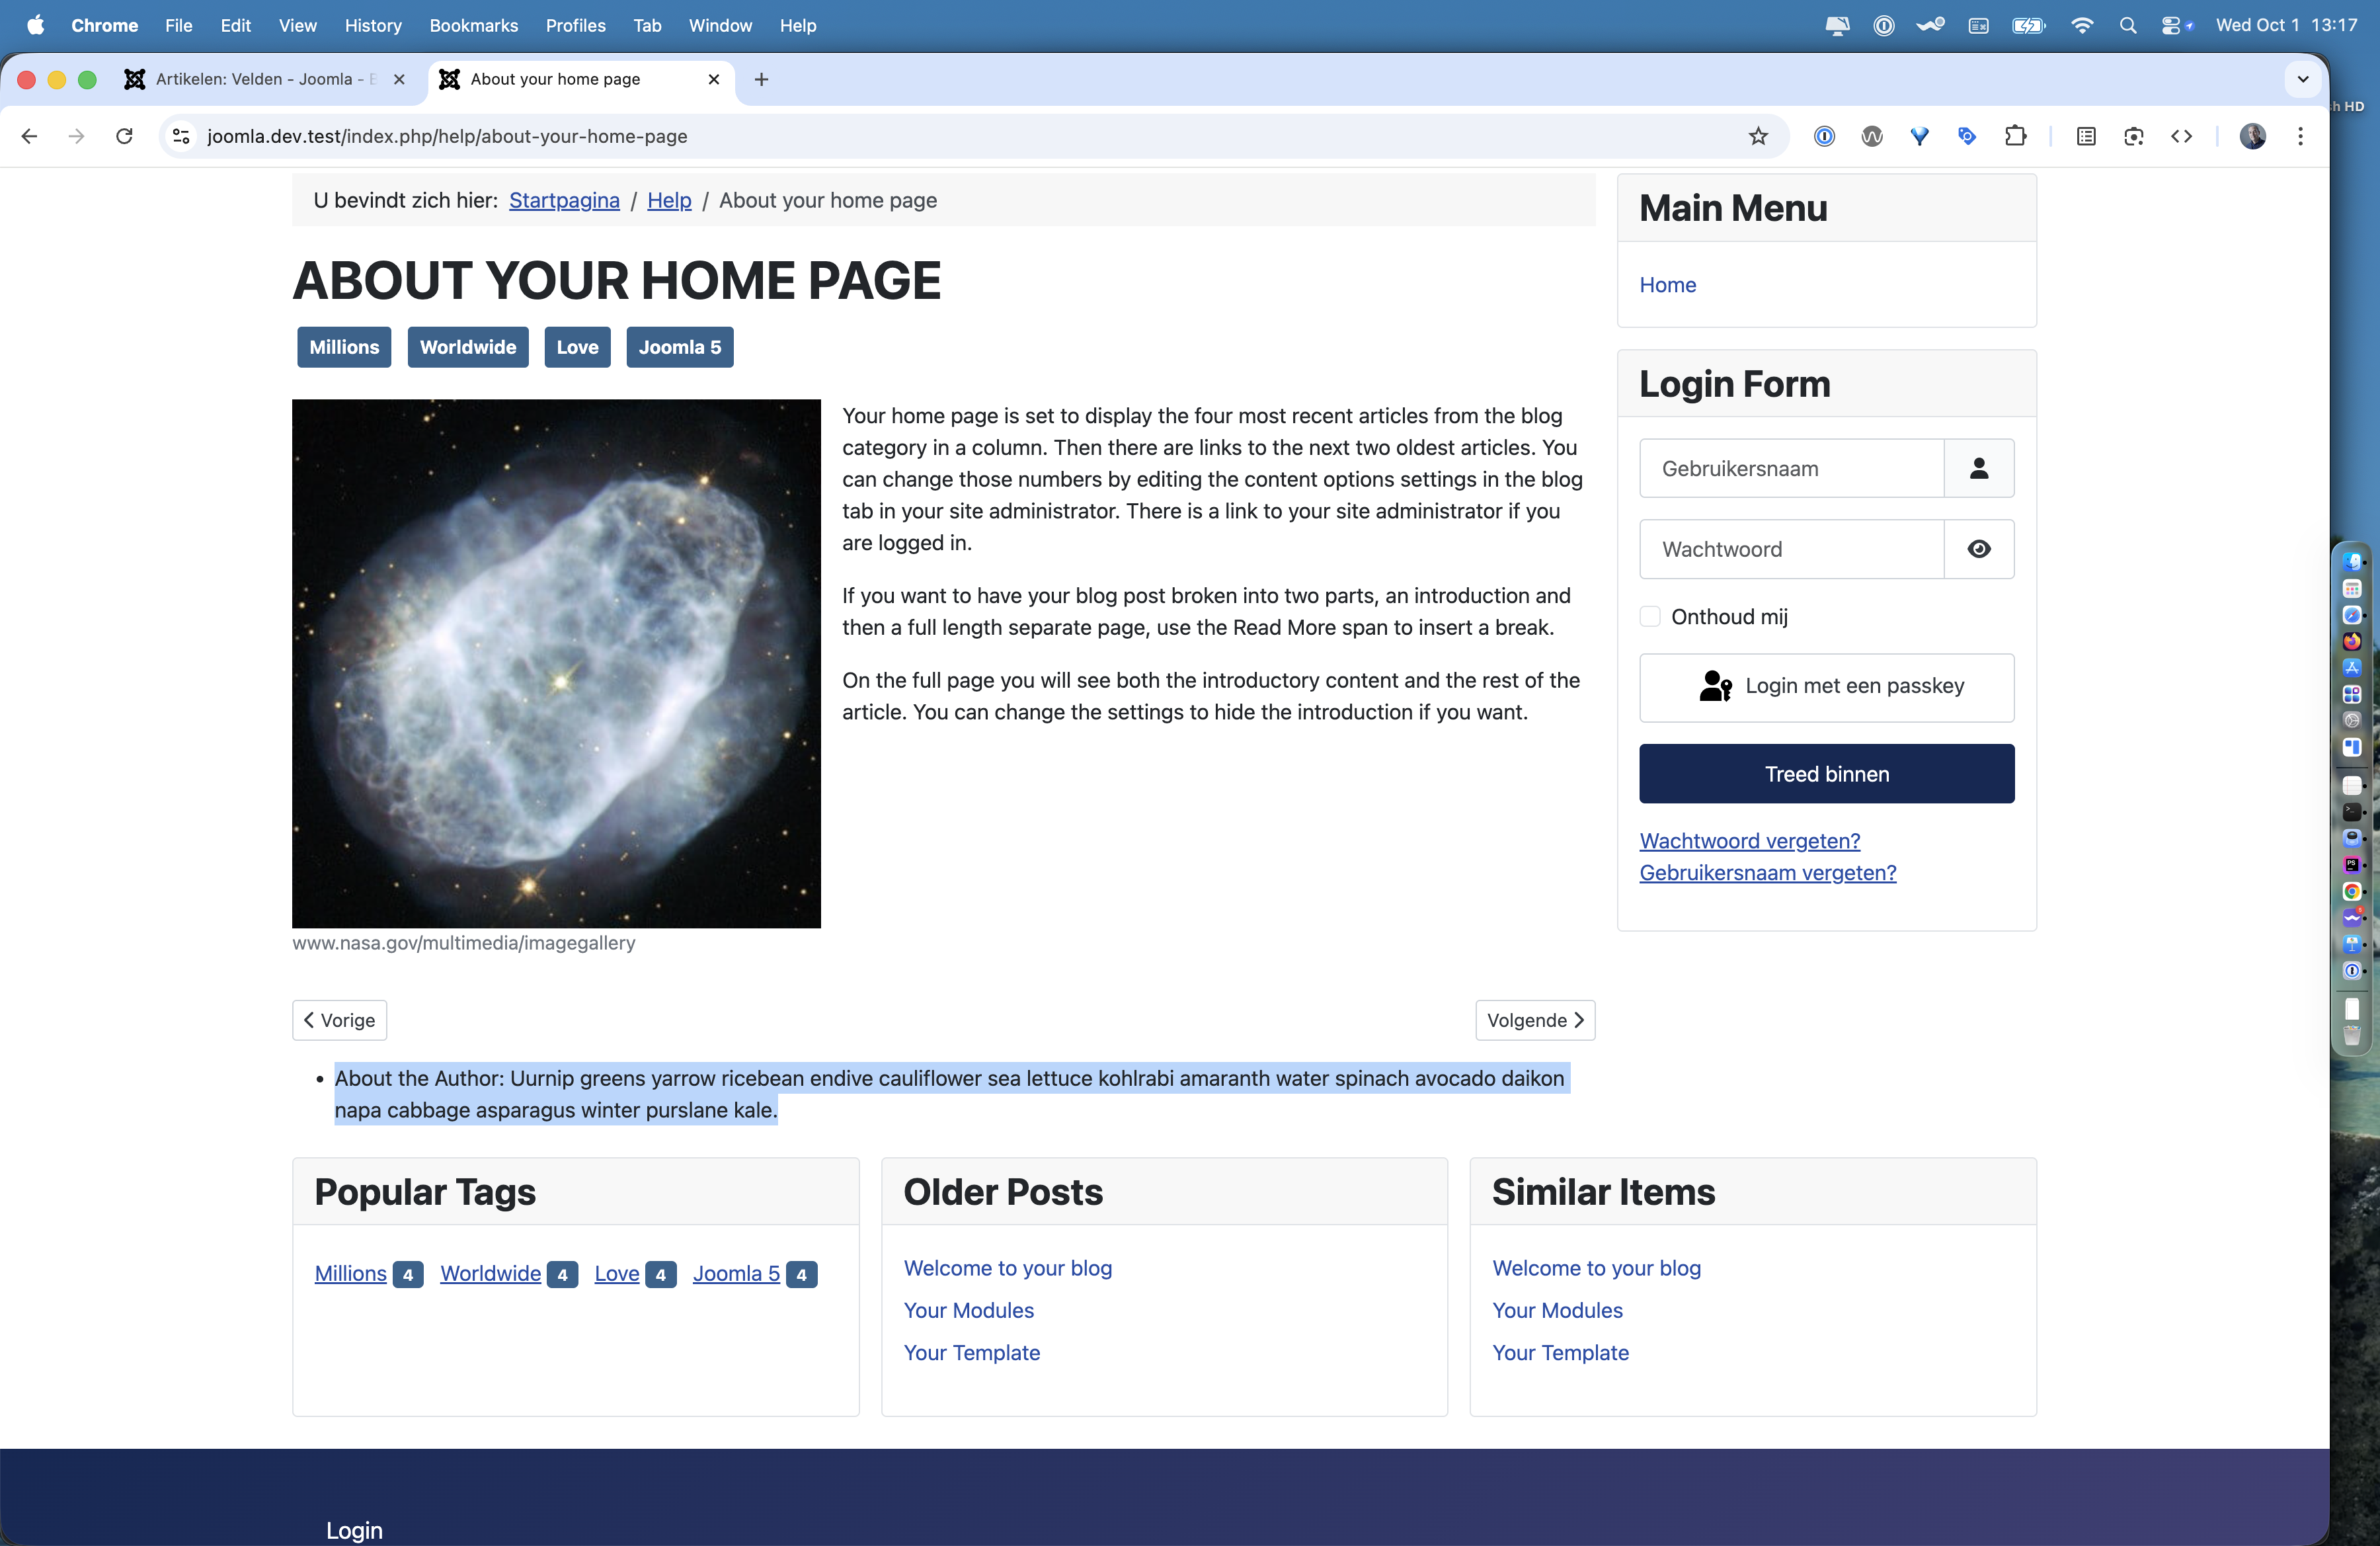 Chrome File Edit View History Bookmarks Profiles Tab Window Help Wed Oct 1 13:17
Artikelen: Velden - Joomla -
About your home page
h HD
joomla.dev.test/index.php/help/about-your-home-page
U bevindt zich hier: Startpagina / Help / About your home page
ABOUT YOUR HOME PAGE
Millions Worldwide Love Joomla 5
Your home page is set to display the four most recent articles from the blog
category in a column. Then there are links to the next two oldest articles. You
can change those numbers by editing the content options settings in the blog
tab in your site administrator. There is a link to your site administrator if you
are logged in.
If you want to have your blog post broken into two parts, an introduction and
then a full length separate page, use the Read More span to insert a break.
On the full page you will see both the introductory content and the rest of the
article. You can change the settings to hide the introduction if you want.
www.nasa.gov/multimedia/imagegallery
Vorige
Volgende
About the Author: Uurnip greens yarrow ricebean endive cauliflower sea lettuce kohlrabi amaranth water spinach avocado daikon
napa cabbage asparagus winter purslane kale.
Main Menu
Home
Login Form
Gebruikersnaam
Wachtwoord
Onthoud mij
Login met een passkey
Treed binnen
Wachtwoord vergeten?
Gebruikersnaam vergeten?
Popular Tags
Millions 4 Worldwide 4 Love 4 Joomla 5 4
Older Posts
Welcome to your blog
Your Modules
Your Template
Similar Items
Welcome to your blog
Your Modules
Your Template
Login